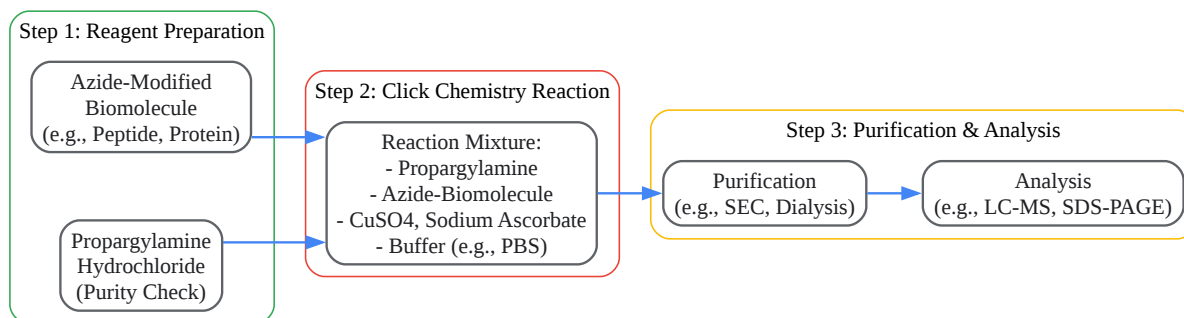 Step 1: Reagent Preparation
Azide-Modified
Biomolecule
(e.g., Peptide, Protein)
Propargylamine
Hydrochloride
(Purity Check)
Step 2: Click Chemistry Reaction
Reaction Mixture:
- Propargylamine
- Azide-Biomolecule
- CuSO4, Sodium Ascorbate
- Buffer (e.g., PBS)
Step 3: Purification & Analysis
Purification
(e.g., SEC, Dialysis)
Analysis
(e.g., LC-MS, SDS-PAGE)